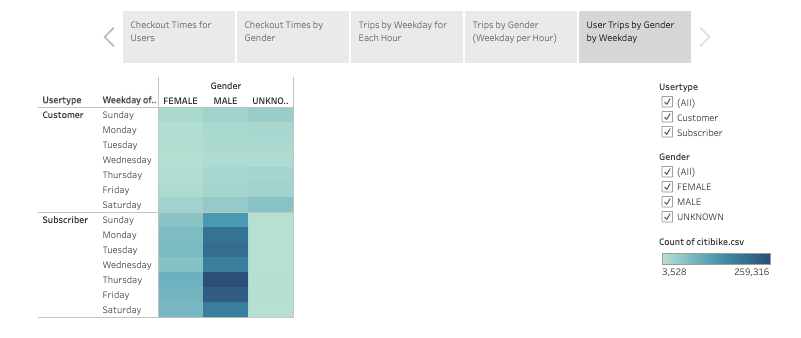 Checkout Times for
Users
Checkout Times by
Gender
Trips by Weekday for
Each Hour
Trips by Gender
(Weekday per Hour)
User Trips by Gender
by Weekday
Gender
Usertype Weekday of.. FEMALE MALE UNKNO..
Customer Sunday
Monday
Tuesday
Wednesday
Thursday
Friday
Saturday
Subscriber Sunday
Monday
Tuesday
Wednesday
Thursday
Friday
Saturday
Usertype
(All)
Customer
Subscriber
Gender
(All)
FEMALE
MALE
UNKNOWN
Count of citibike.csv
3,528 259,316